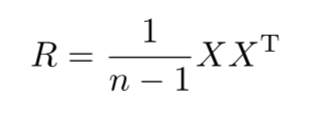 R = \frac{1}{n-1} X X^{\mathrm{T}}